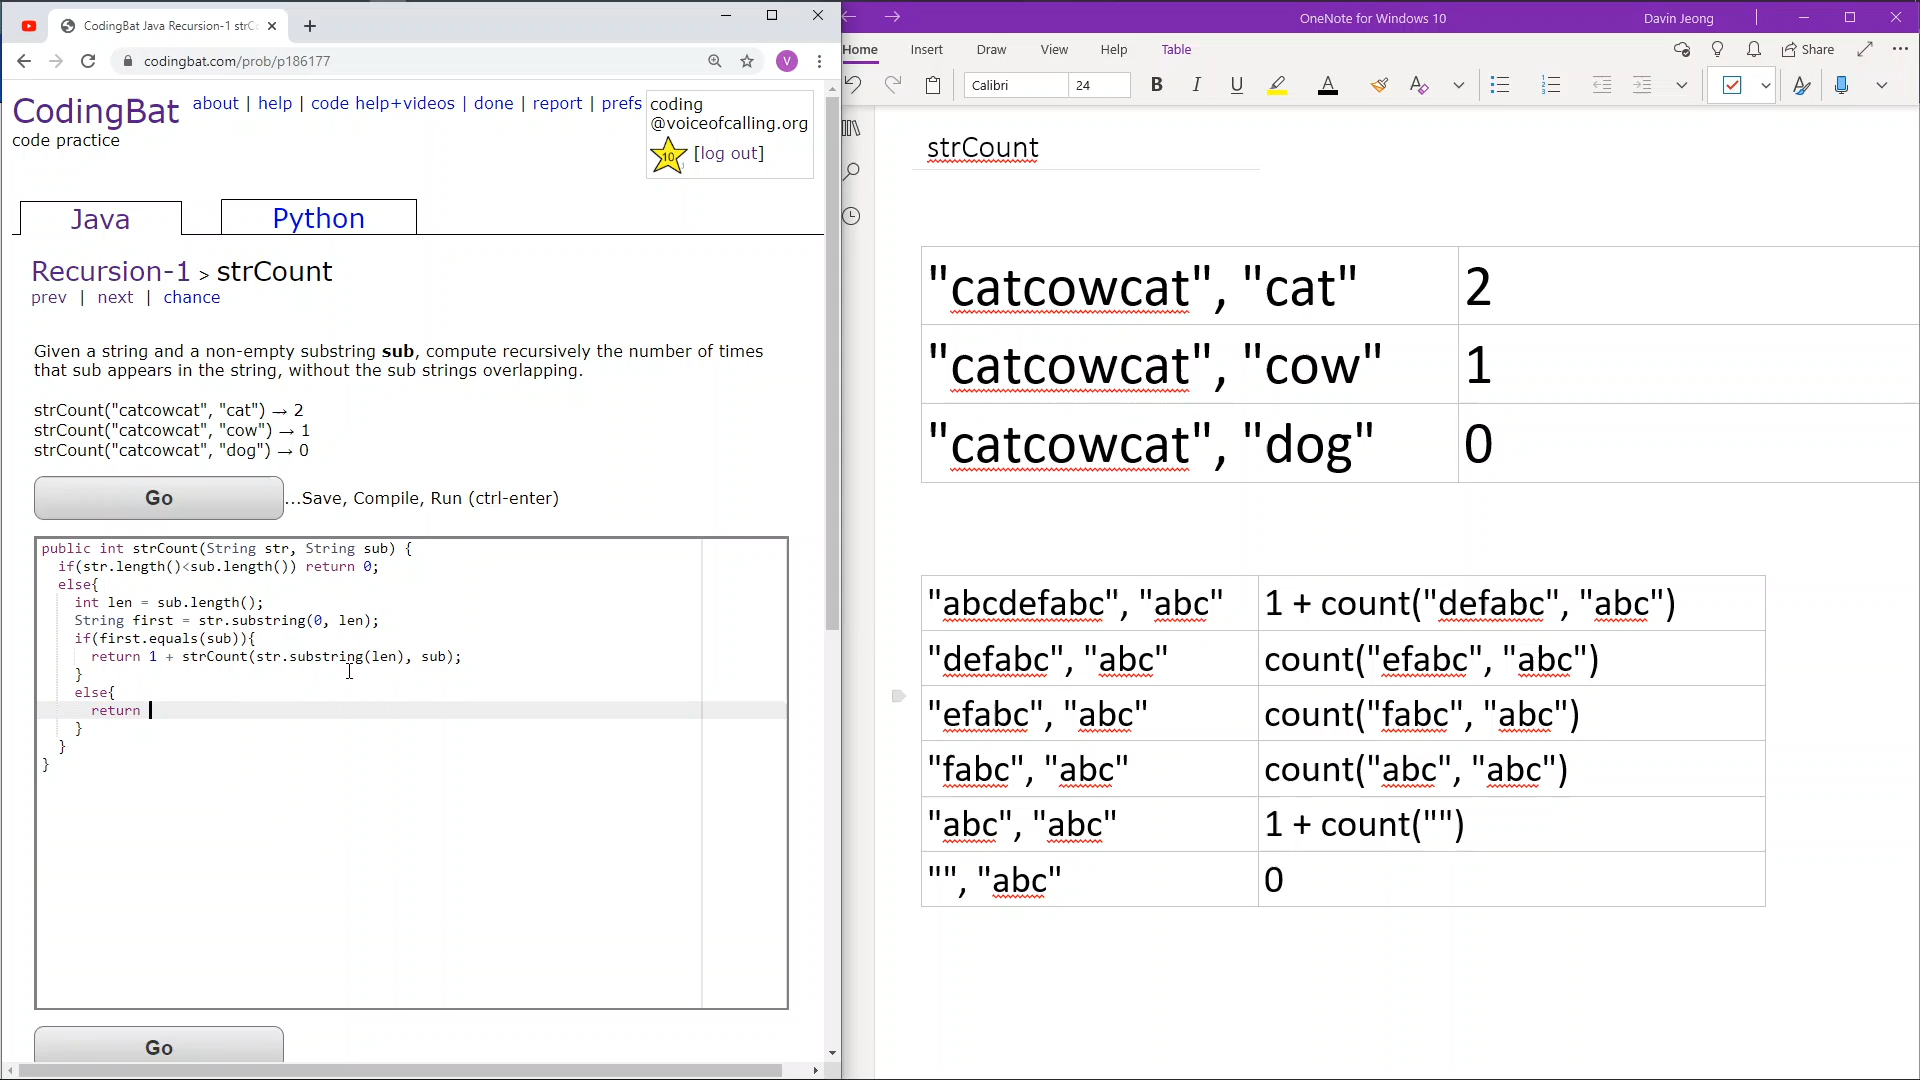 CodingBat Java Recursion-1 strC
codingbat.com/prob/p186177
V
CodingBat
code practice
about | help | code help+videos | done | report | prefs
coding
@voiceofcalling.org
10
[log out]
Java
Python
Recursion-1 > strCount
prev | next | chance
Given a string and a non-empty substring sub, compute recursively the number of times
that sub appears in the string, without the sub strings overlapping.
strCount("catcowcat", "cat") → 2
strCount("catcowcat", "cow") → 1
strCount("catcowcat", "dog") → 0
Go
...Save, Compile, Run (ctrl-enter)
public int strCount(String str, String sub) {
if(str.length()<sub.length()) return 0;
else{
int len = sub.length();
String first = str.substring(0, len);
if(first.equals(sub)){
return 1 + strCount(str.substring(len), sub);
}
else{
return
}
}
}
Go
OneNote for Windows 10
Davin Jeong
Home
Insert
Draw
View
Help
Table
Share
Calibri
24
B
I
U
A
A
strCount
"catcowcat", "cat" 2
"catcowcat", "cow" 1
"catcowcat", "dog" 0
"abcdefabc", "abc" 1 + count("defabc", "abc")
"defabc", "abc" count("efabc", "abc")
"efabc", "abc" count("fabc", "abc")
"fabc", "abc" count("abc", "abc")
"abc", "abc" 1 + count("")
"", "abc" 0